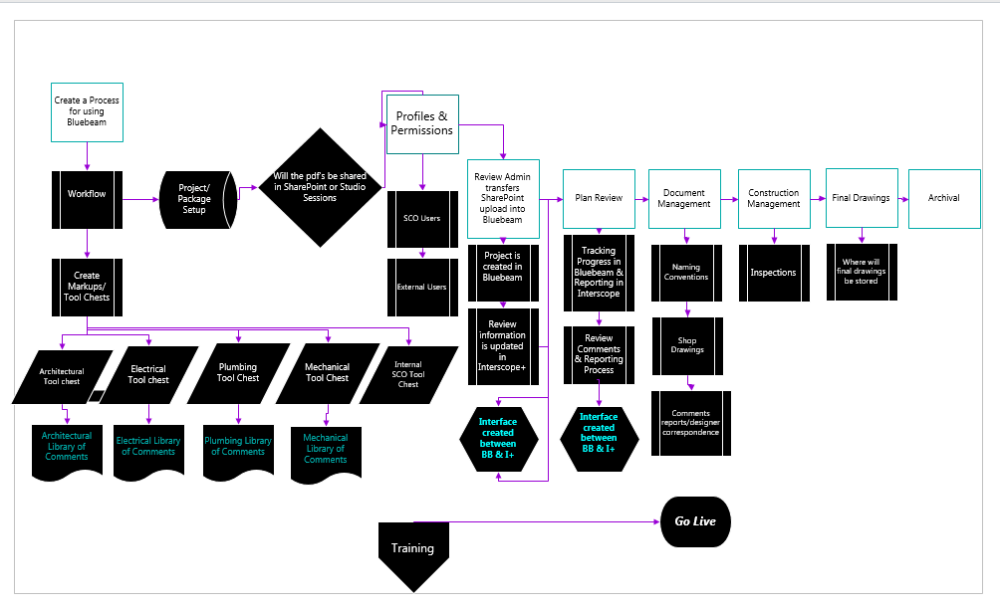 Create a Process
for using
Bluebeam
Workflow
Create
Markups/
Tool Chests
Project/
Package
Setup
Will the pdf's be shared
in SharePoint or Studio
Sessions
Profiles &
Permissions
SCO Users
External Users
Review Admin
transfers
SharePoint
upload into
Bluebeam
Project is
created in
Bluebeam
Review
information
is updated
in
Interscope+
Interface
created
between
BB & I+
Plan Review
Tracking
Progress in
Bluebeam &
Reporting in
Interscope
Review
Comments
& Reporting
Process
Interface
created
between
BB & I+
Document
Management
Naming
Conventions
Shop
Drawings
Comments
reports/designer
correspondence
Construction
Management
Inspections
Final Drawings
Where will
final drawings
be stored
Archival
Architectural
Tool chest
Electrical
Tool chest
Plumbing
Tool Chest
Mechanical
Tool Chest
Internal
SCO Tool
Chest
Architectural
Library of
Comments
Electrical Library
of Comments
Plumbing Library
of Comments
Mechanical
Library of
Comments
Training
Go Live